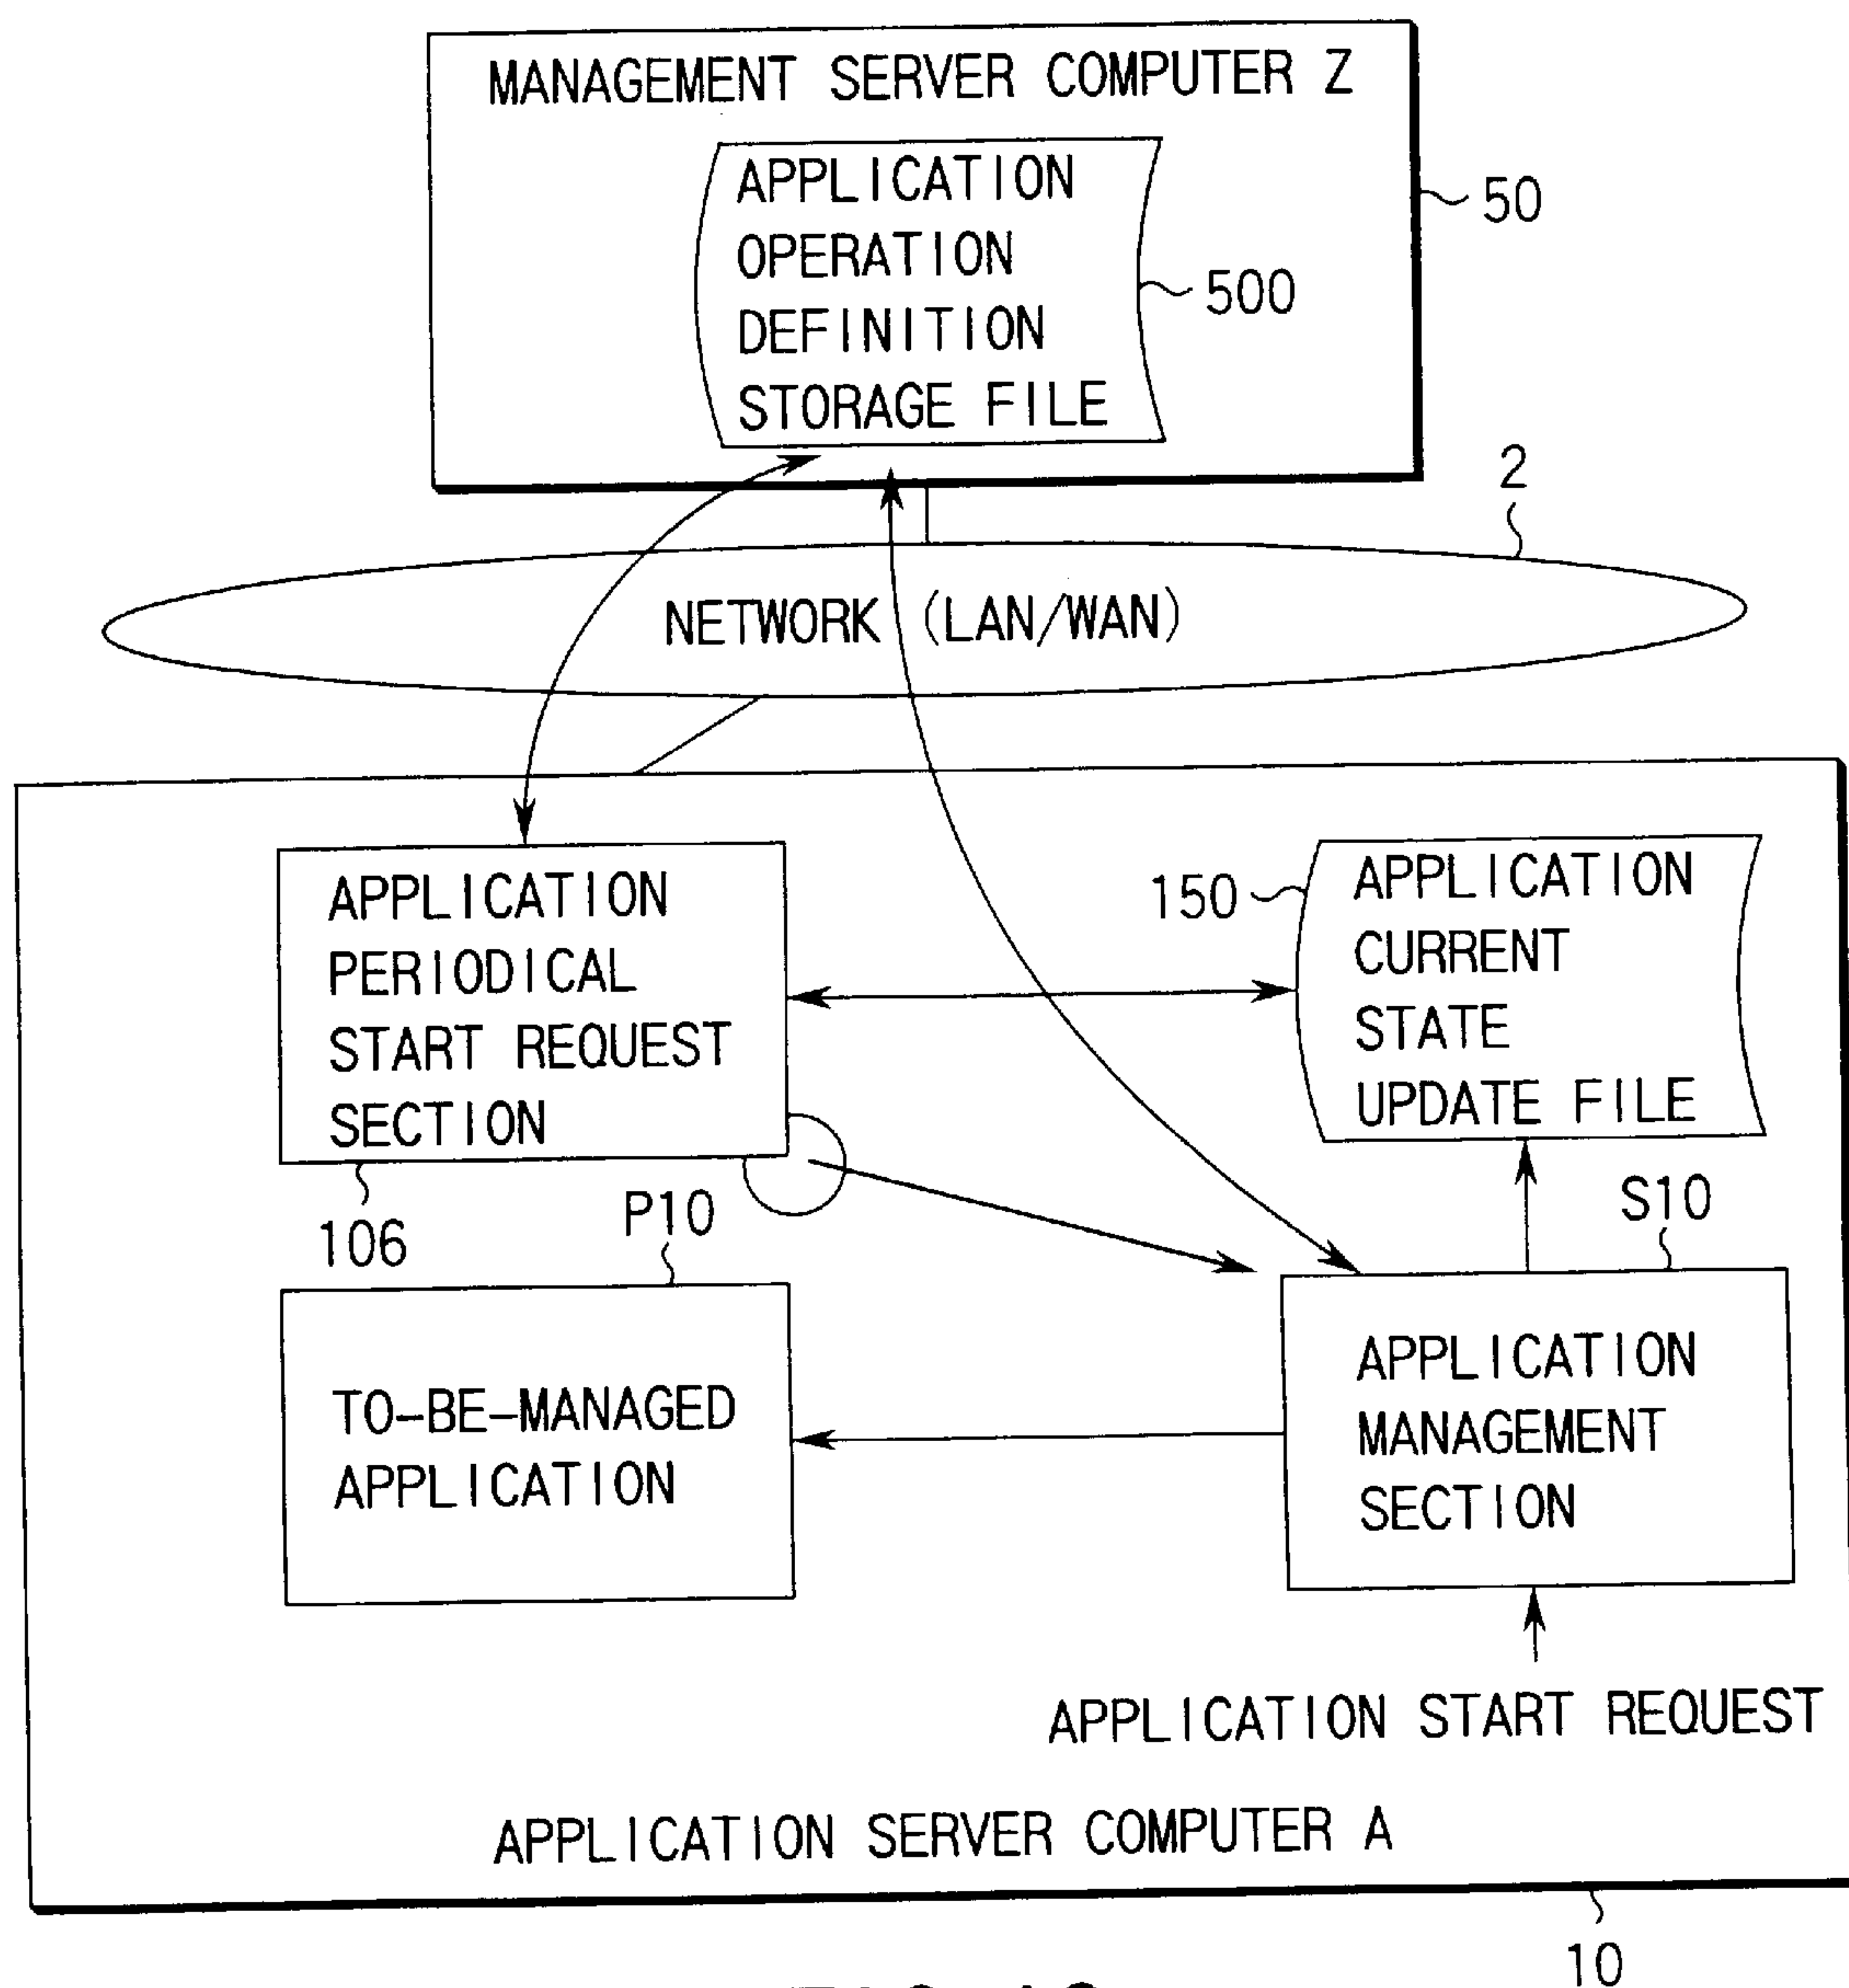 MANAGEMENT SERVER COMPUTER Z
APPLICATION
OPERATION
DEFINITION
STORAGE FILE
50
500
2
NETWORK (LAN/WAN)
APPLICATION
PERIODICAL
START REQUEST
SECTION
106
150
APPLICATION
CURRENT
STATE
UPDATE FILE
P10
S10
TO-BE-MANAGED
APPLICATION
APPLICATION
MANAGEMENT
SECTION
APPLICATION START REQUEST
APPLICATION SERVER COMPUTER A
10